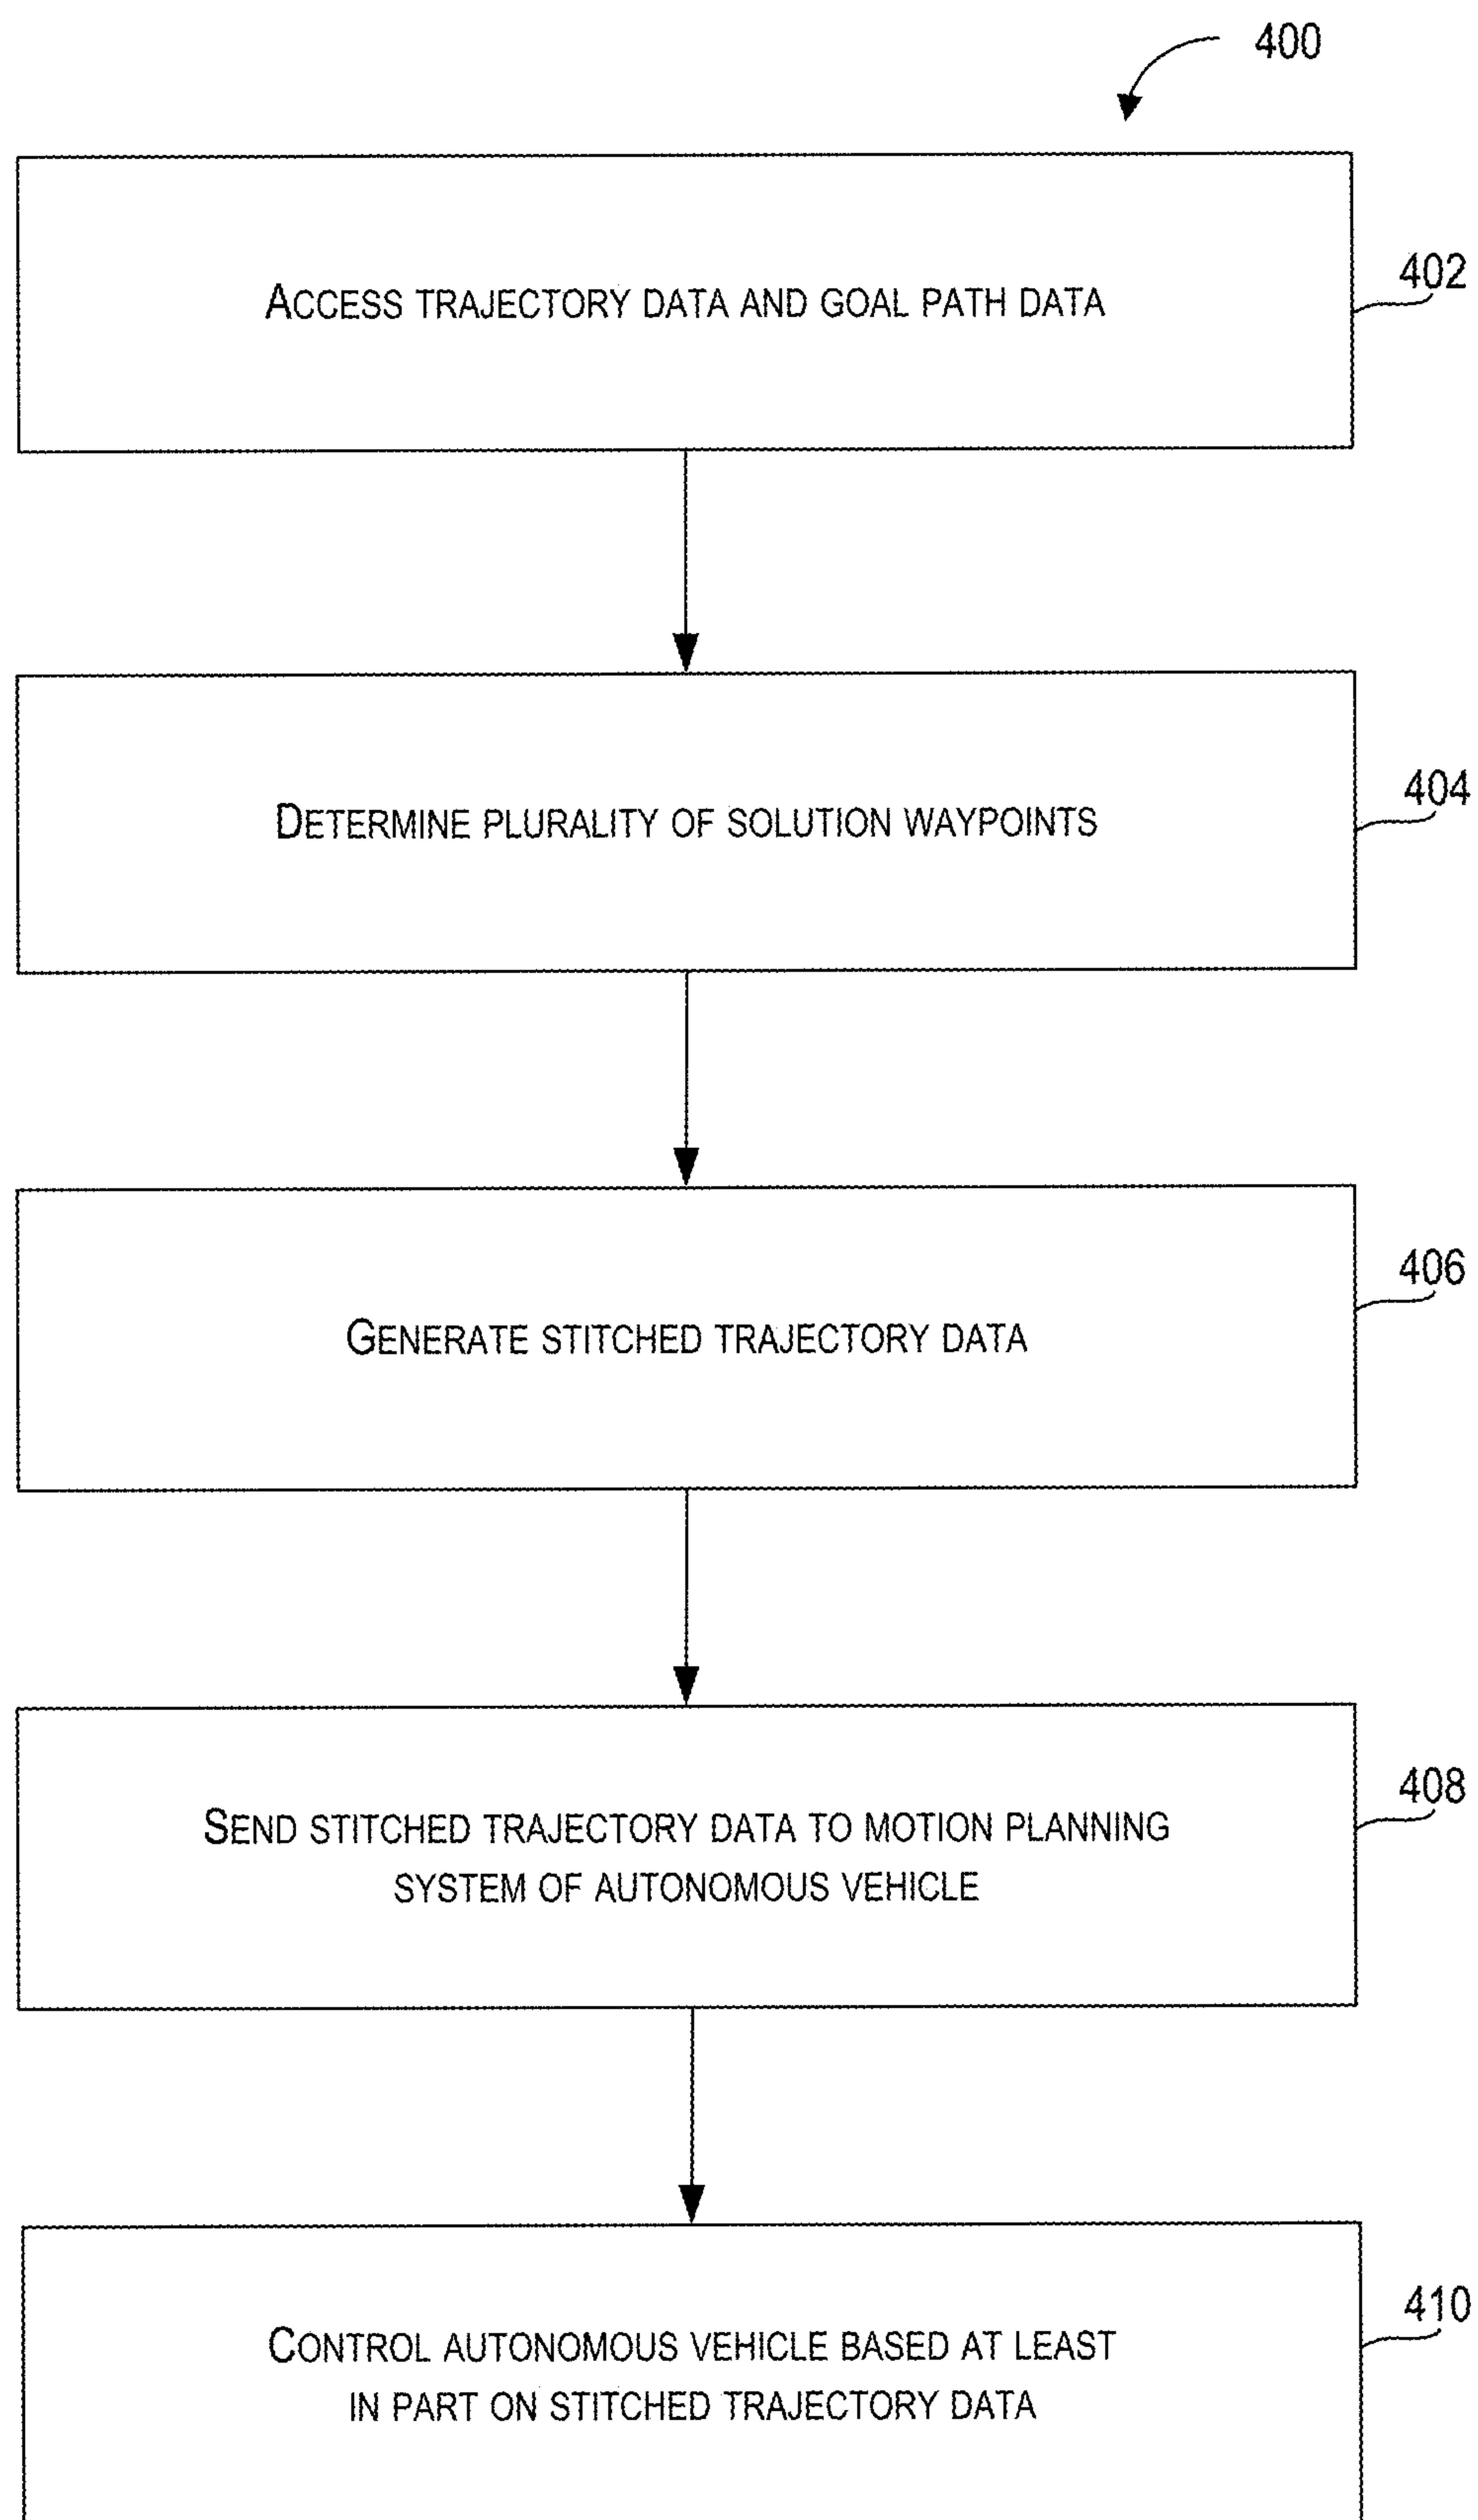 400
ACCESS TRAJECTORY DATA AND GOAL PATH DATA
402
DETERMINE PLURALITY OF SOLUTION WAYPOINTS
404
GENERATE STITCHED TRAJECTORY DATA
406
SEND STITCHED TRAJECTORY DATA TO MOTION PLANNING
SYSTEM OF AUTONOMOUS VEHICLE
408
CONTROL AUTONOMOUS VEHICLE BASED AT LEAST
IN PART ON STITCHED TRAJECTORY DATA
410